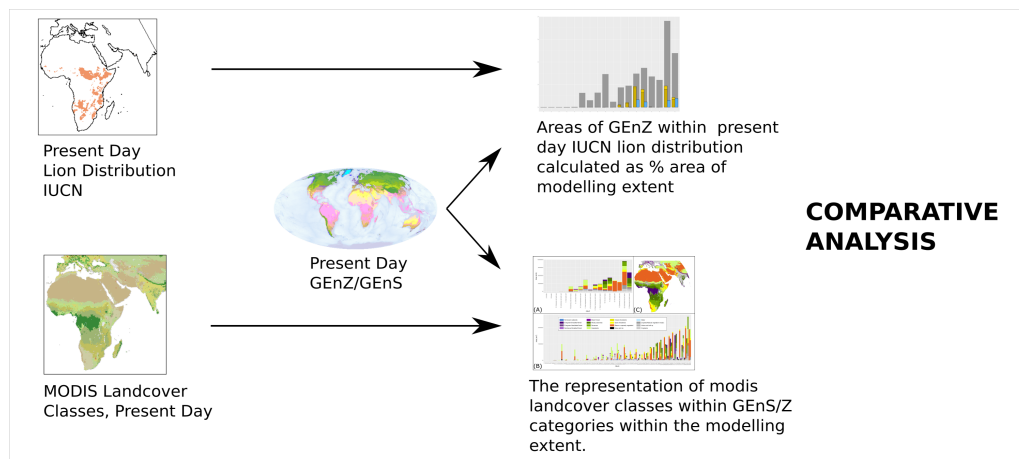 Present Day
Lion Distribution
IUCN
Areas of GEnZ within present
day IUCN lion distribution
calculated as % area of
modelling extent
COMPARATIVE
ANALYSIS
Present Day
GEnZ/GEnS
MODIS Landcover
Classes, Present Day
(A)
(C)
(B)
The representation of modis
landcover classes within GEnS/Z
categories within the modelling
extent.